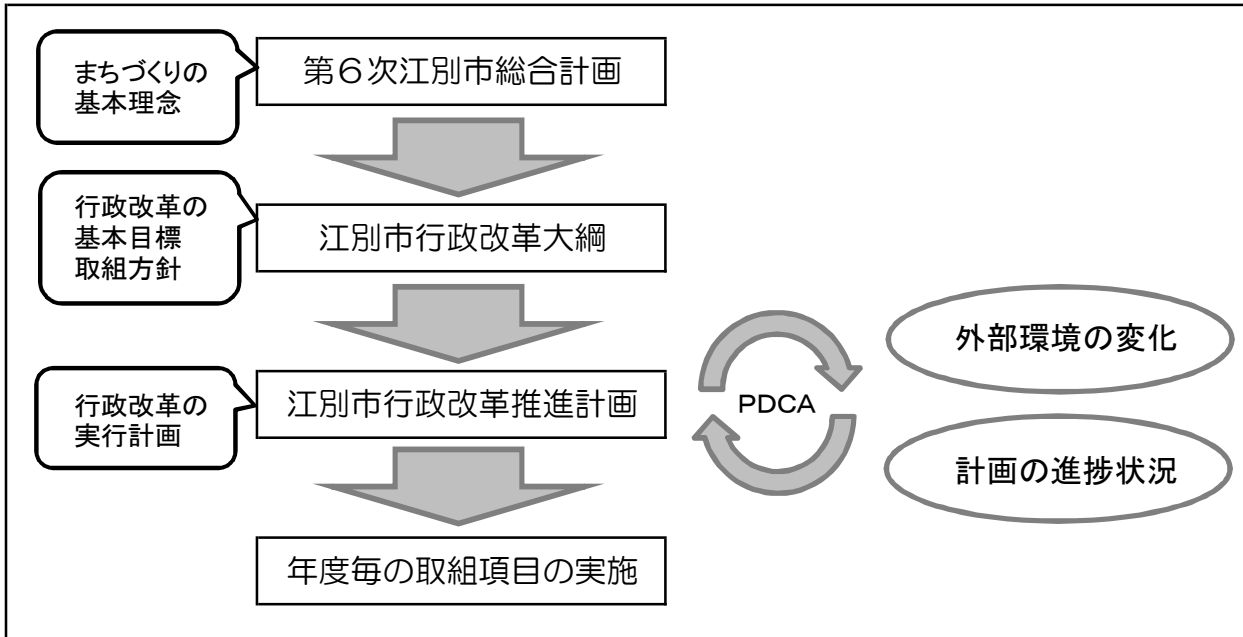 まちづくりの
基本理念
第6次江別市総合計画
行政改革の
基本目標
取組方針
江別市行政改革大綱
行政改革の
実行計画
江別市行政改革推進計画
PDCA
外部環境の変化
計画の進捗状況
年度毎の取組項目の実施